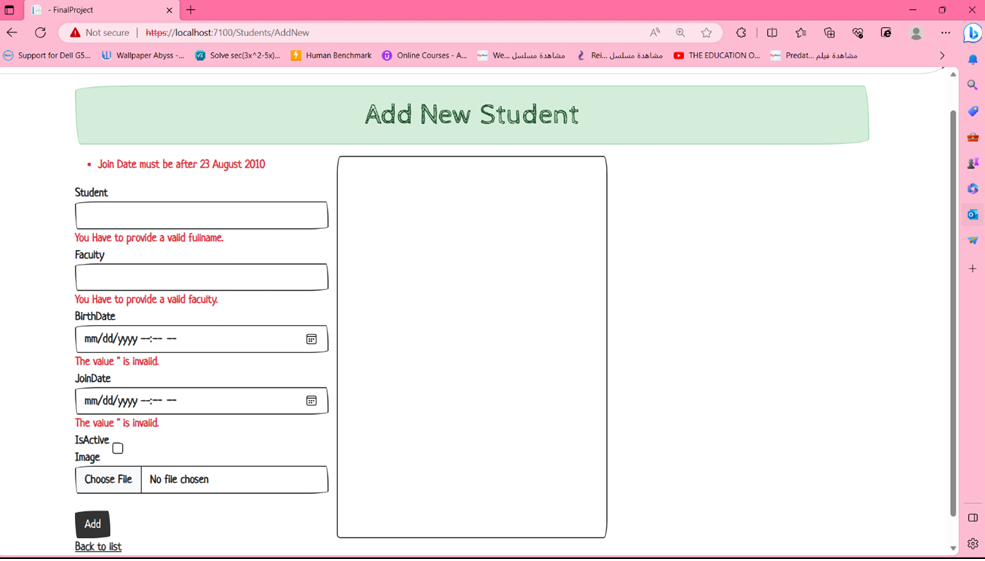 - FinalProject
Not secure https://localhost:7100/Students/AddNew
Support for Dell G5... Wallpaper Abyss -... Solve sec(3x^2-5x)... Human Benchmark Online Courses - A... We... مشاهدة مسلسل Rei... مشاهدة مسلسل THE EDUCATION O... Predat... مشاهدة فيلم
Add New Student
Join Date must be after 23 August 2010
Student
You Have to provide a valid fullname.
Faculty
You Have to provide a valid faculty.
BirthDate
mm/dd/yyyy --:-- --
The value '' is invalid.
JoinDate
mm/dd/yyyy --:-- --
The value '' is invalid.
IsActive
Image
Choose File No file chosen
Add
Back to list